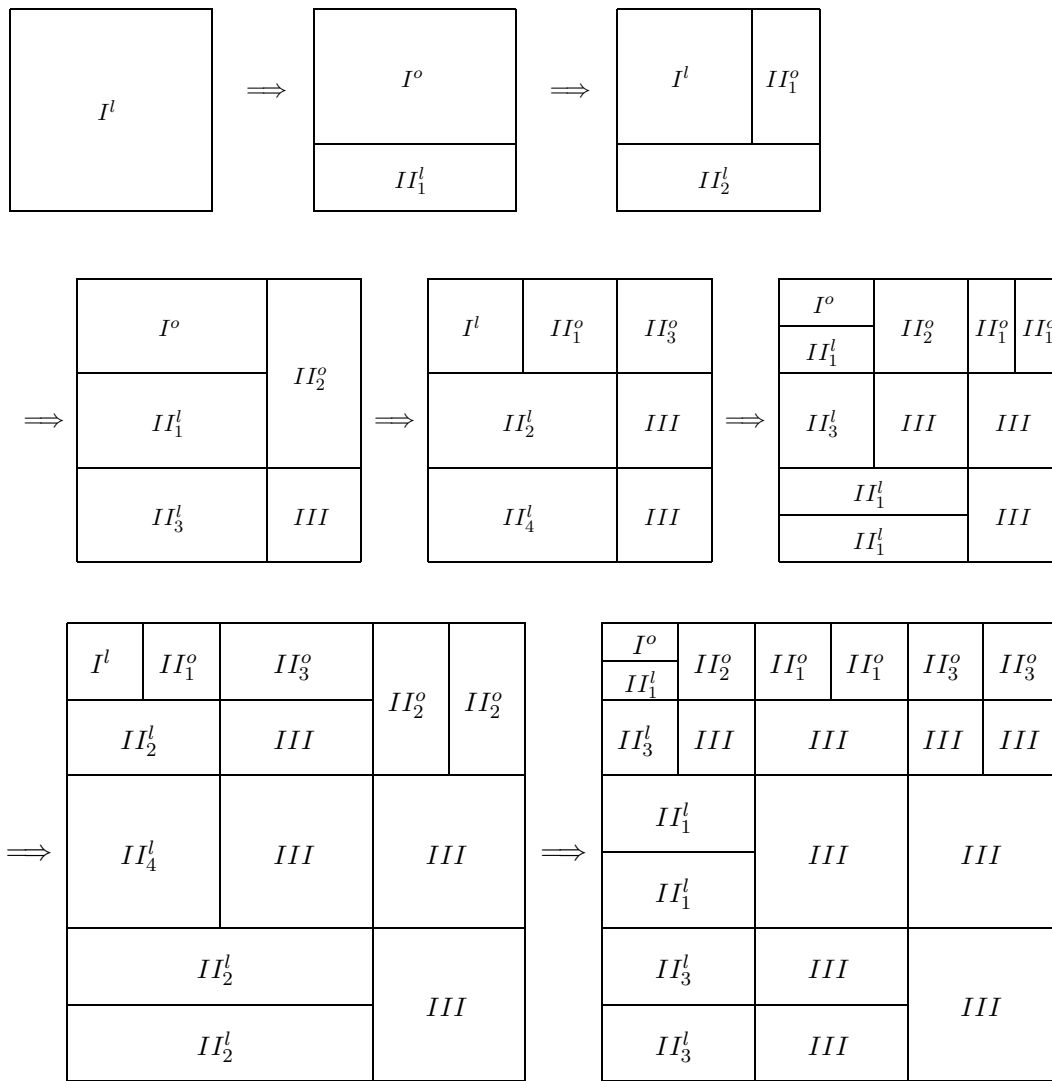 $I^l$ ⟹ $I^o$ ⟹ $I^l$ $II_1^o$
$II_1^l$ $II_2^l$
$I^o$ $I^l$ $II_1^o$ $II_3^o$ $I^o$ $II_2^o$ $II_1^o$ $II_1^o$
$II_2^o$ $II_1^l$
⟹ $II_1^l$ ⟹ $II_2^l$ $III$ ⟹ $II_3^l$ $III$ $III$
$II_3^l$ $III$ $II_4^l$ $III$ $II_1^l$ $III$
$II_1^l$
$I^l$ $II_1^o$ $II_3^o$ $II_2^o$ $II_2^o$ $I^o$ $II_2^o$ $II_1^o$ $II_1^o$ $II_3^o$ $II_3^o$
$II_1^l$
$II_2^l$ $III$ $II_3^l$ $III$ $III$ $III$ $III$
⟹ $II_4^l$ $III$ $III$ ⟹ $II_1^l$ $III$ $III$
$II_1^l$
$II_2^l$ $III$ $II_3^l$ $III$ $III$
$II_2^l$ $II_3^l$ $III$